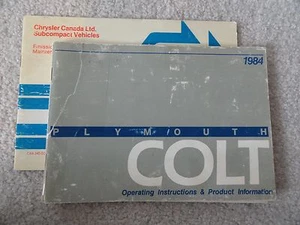 Chrysler Canada Ltd.
Subcompact Vehicles
1984
PLYMOUTH
COLT
Operating Instructions & Product Information